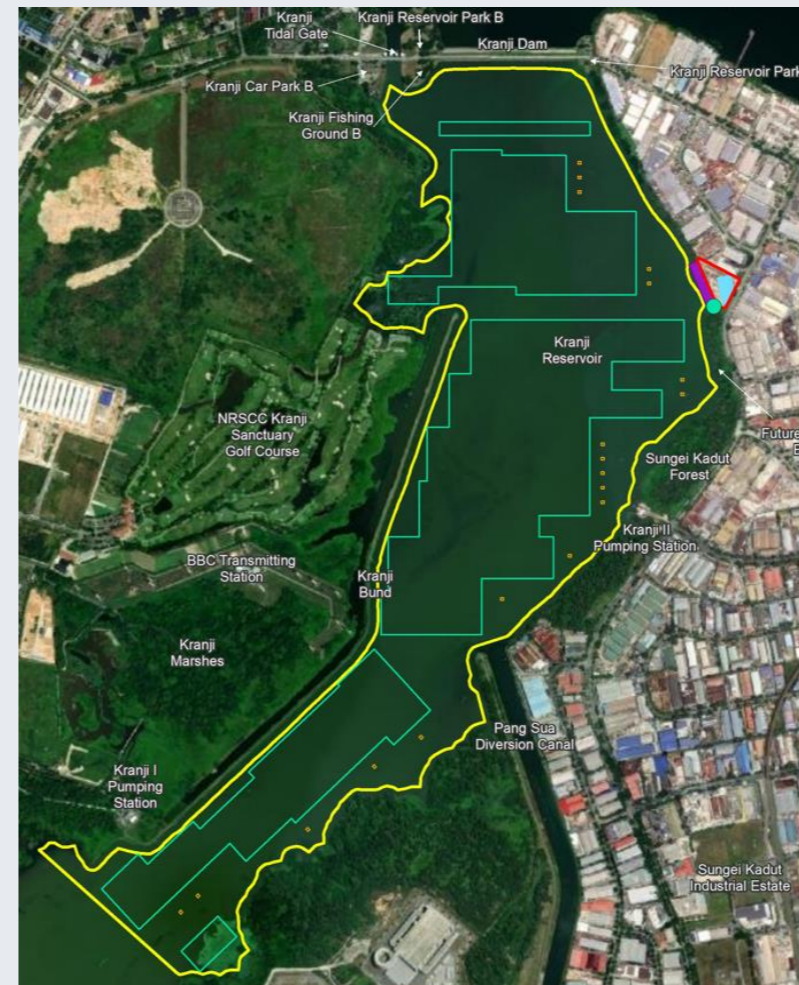 Kranji
Tidal Gate
Kranji Reservoir Park B
Kranji Dam
Kranji Reservoir Park
Kranji Car Park B
Kranji Fishing
Ground B
Kranji
Reservoir
NRSCC Kranji
Sanctuary
Golf Course
Future
Sungei Kadut
Forest
Kranji II
Pumping Station
BBC Transmitting
Station
Kranji
Bund
Kranji
Marshes
Pang Sua
Diversion Canal
Kranji I
Pumping
Station
Sungei Kadut
Industrial Estate